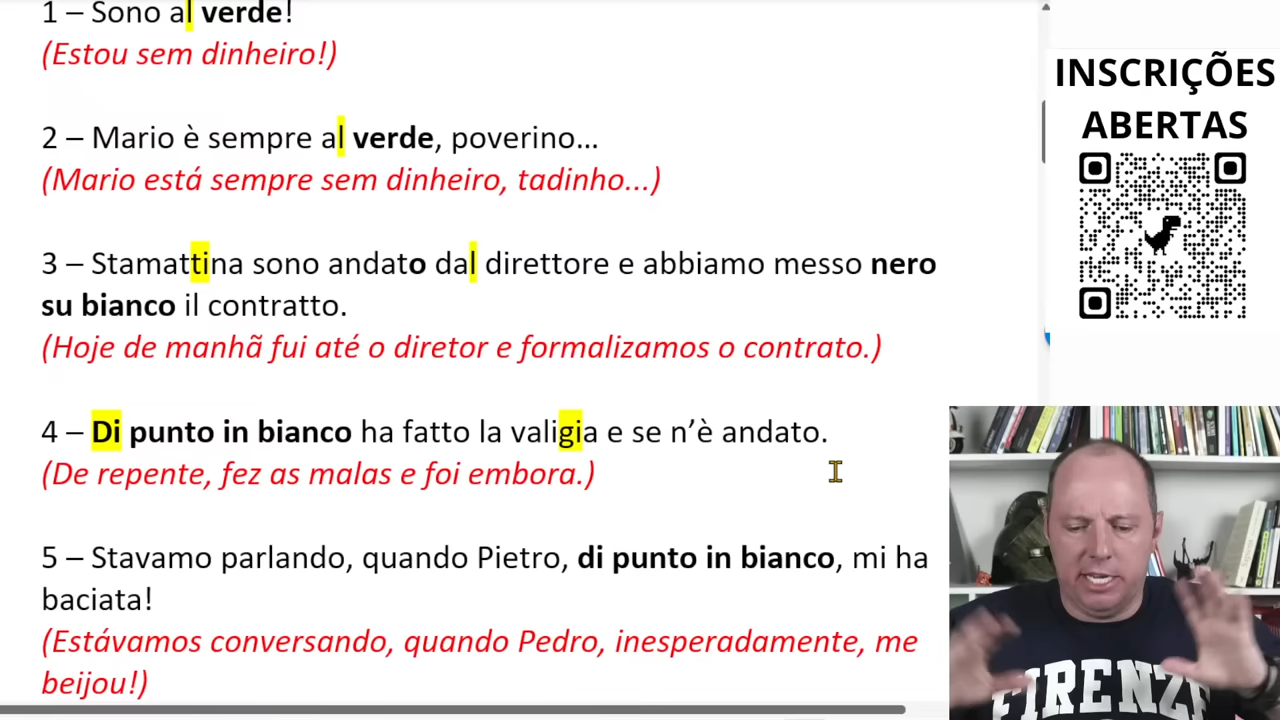 1 – Sono al verde!
(Estou sem dinheiro!)
2 – Mario è sempre al verde, poverino…
(Mario está sempre sem dinheiro, tadinho...)
3 – Stamattina sono andato dal direttore e abbiamo messo nero
su bianco il contratto.
(Hoje de manhã fui até o diretor e formalizamos o contrato.)
4 – Di punto in bianco ha fatto la valigia e se n’è andato.
(De repente, fez as malas e foi embora.)
5 – Stavamo parlando, quando Pietro, di punto in bianco, mi ha
baciata!
(Estávamos conversando, quando Pedro, inesperadamente, me
beijou!)
INSCRIÇÕES
ABERTAS
FIRENZE